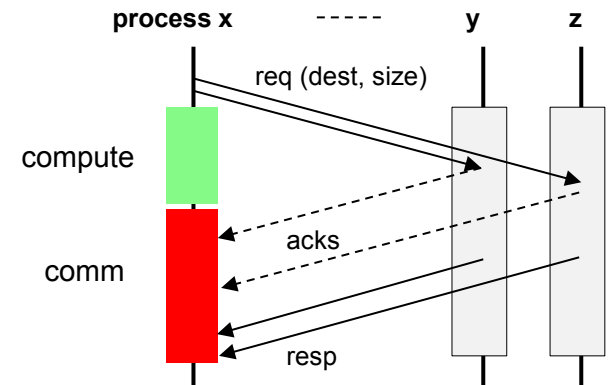 process x y z
req (dest, size)
compute
acks
comm
resp